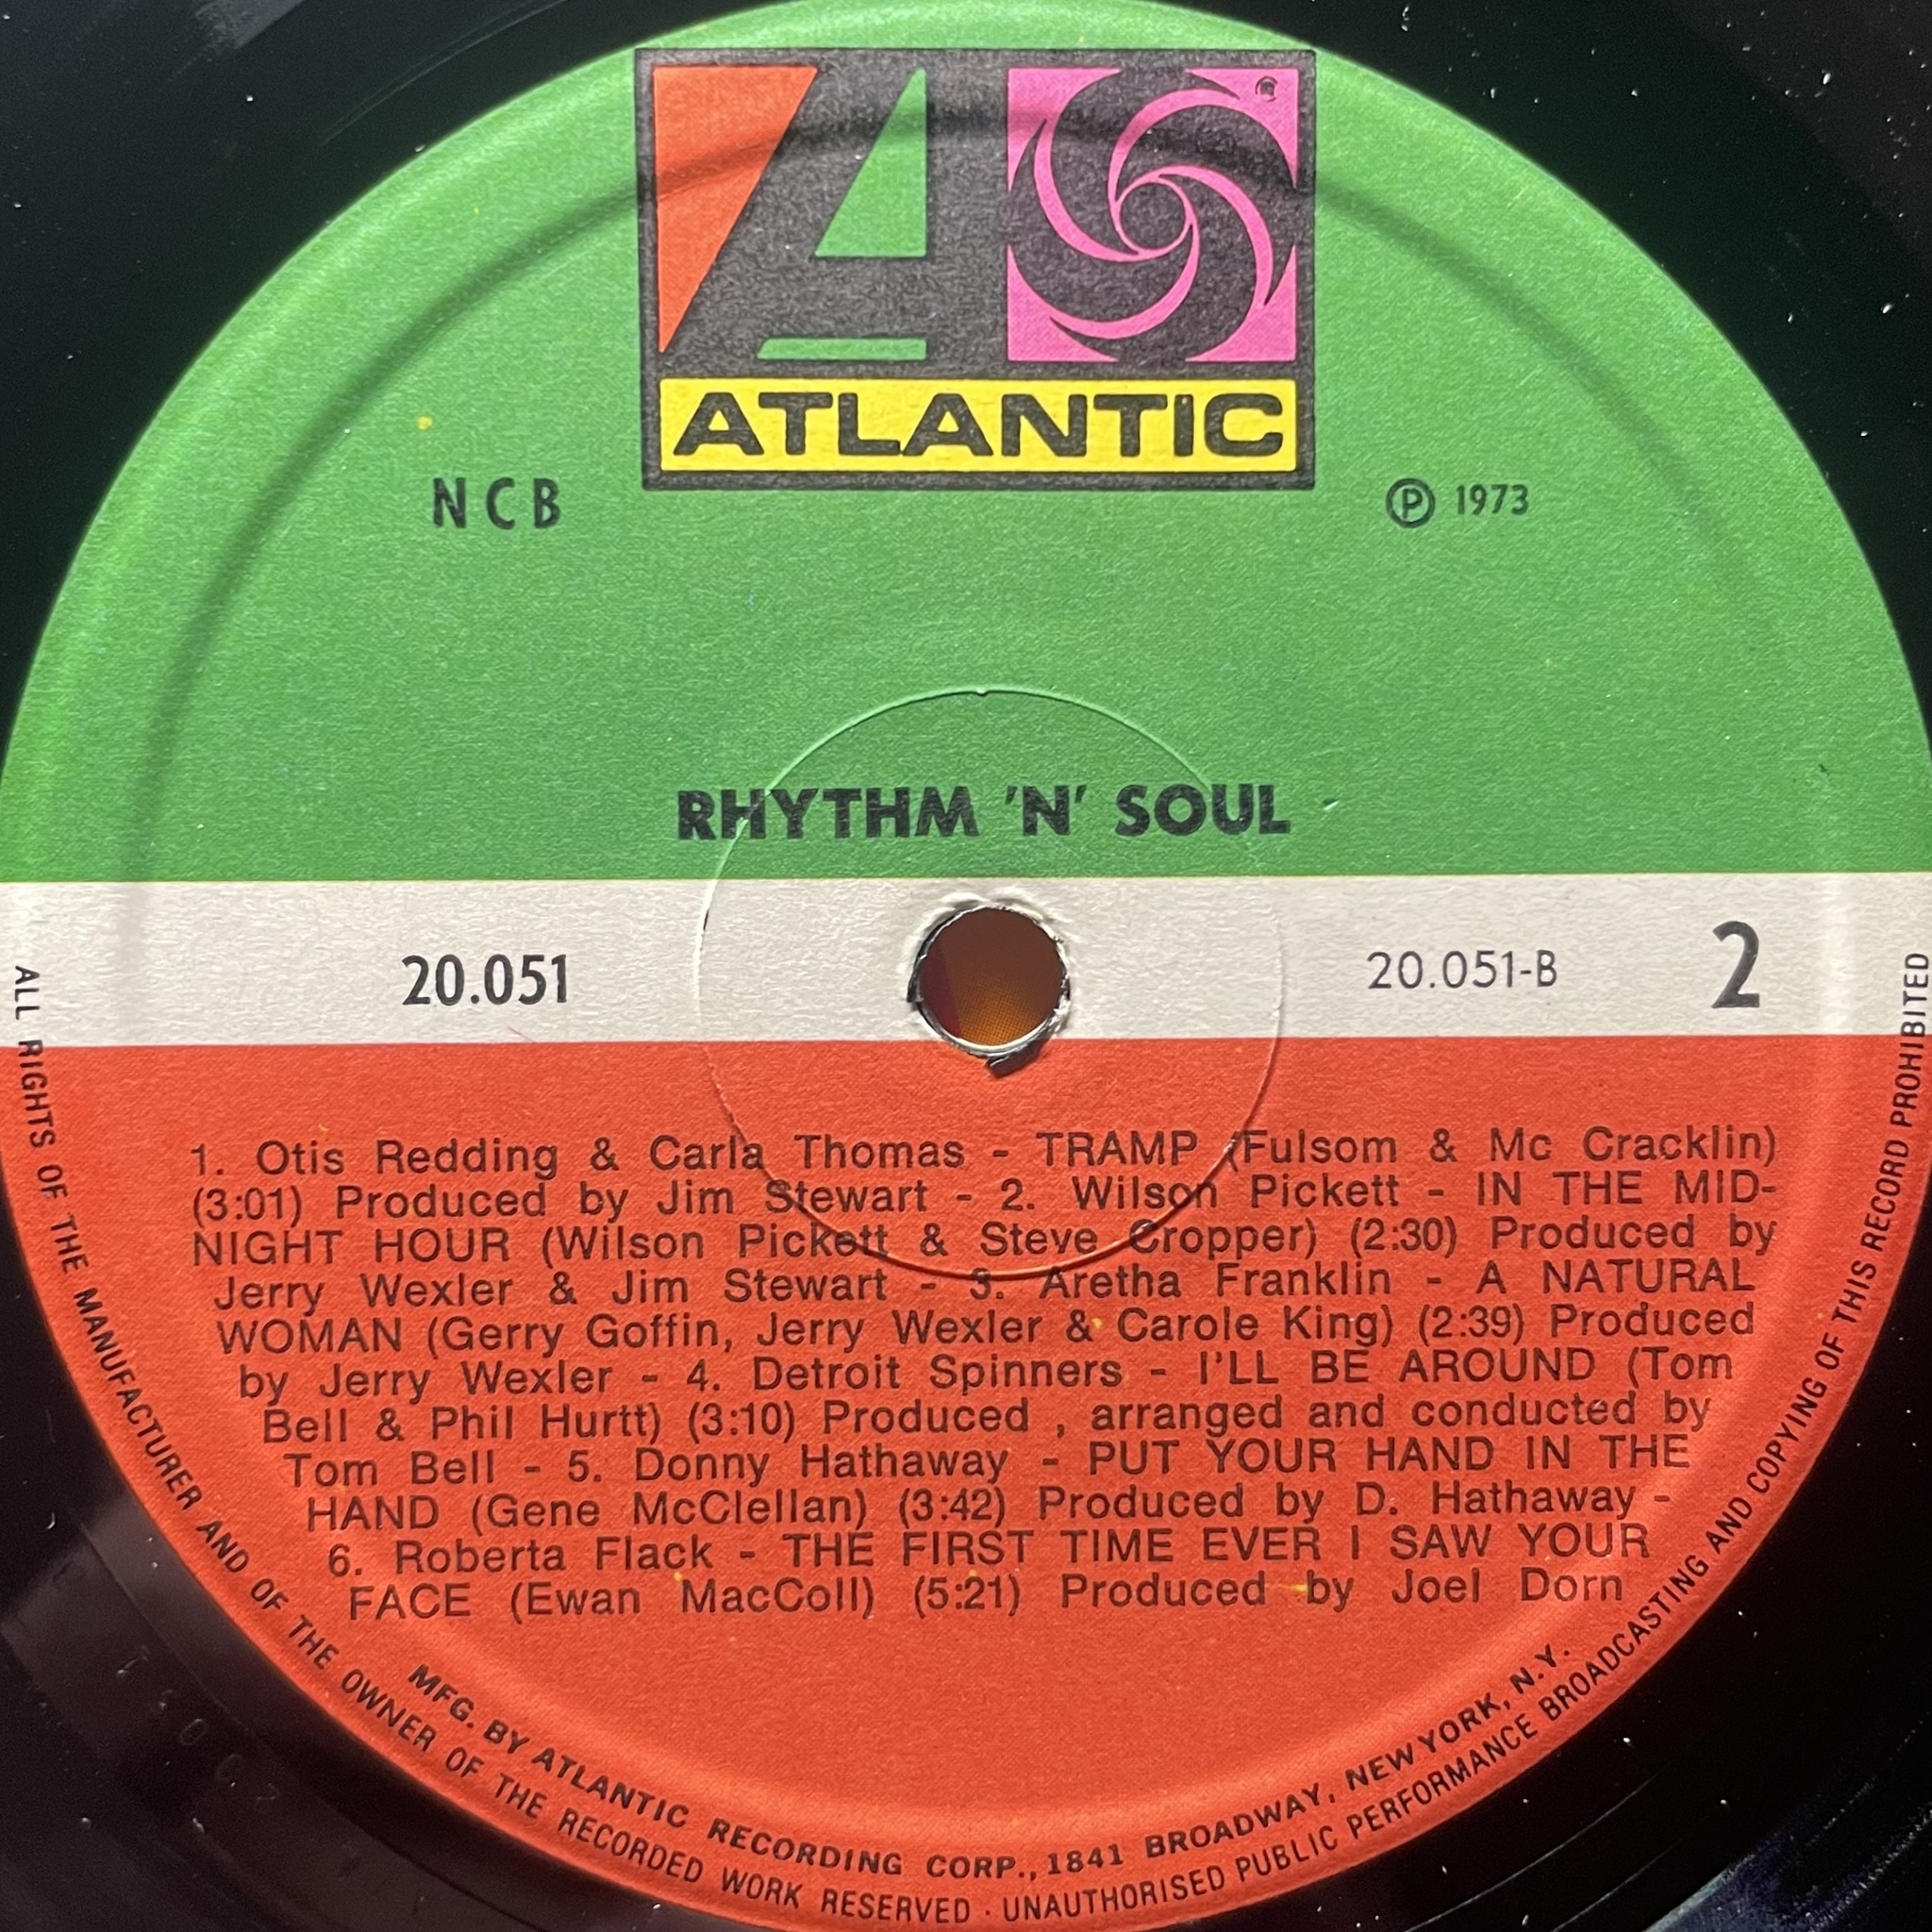 ATLANTIC
N C B
Ⓟ 1973
RHYTHM 'N' SOUL
20.051
20.051-B 2
1. Otis Redding & Carla Thomas - TRAMP (Fulsom & Mc Cracklin)
(3:01) Produced by Jim Stewart - 2. Wilson Pickett - IN THE MID-
NIGHT HOUR (Wilson Pickett & Steve Cropper) (2:30) Produced by
Jerry Wexler & Jim Stewart - 3. Aretha Franklin - A NATURAL
WOMAN (Gerry Goffin, Jerry Wexler & Carole King) (2:39) Produced
by Jerry Wexler - 4. Detroit Spinners - I'LL BE AROUND (Tom
Bell & Phil Hurtt) (3:10) Produced , arranged and conducted by
Tom Bell - 5. Donny Hathaway - PUT YOUR HAND IN THE
HAND (Gene McClellan) (3:42) Produced by D. Hathaway -
6. Roberta Flack - THE FIRST TIME EVER I SAW YOUR
FACE (Ewan MacColl) (5:21) Produced by Joel Dorn
MFG. BY ATLANTIC RECORDING CORP., 1841 BROADWAY, NEW YORK, N.Y.
ALL RIGHTS OF THE MANUFACTURER AND OF THE OWNER OF THE RECORDED WORK RESERVED · UNAUTHORISED PUBLIC PERFORMANCE BROADCASTING AND COPYING OF THIS RECORD PROHIBITED